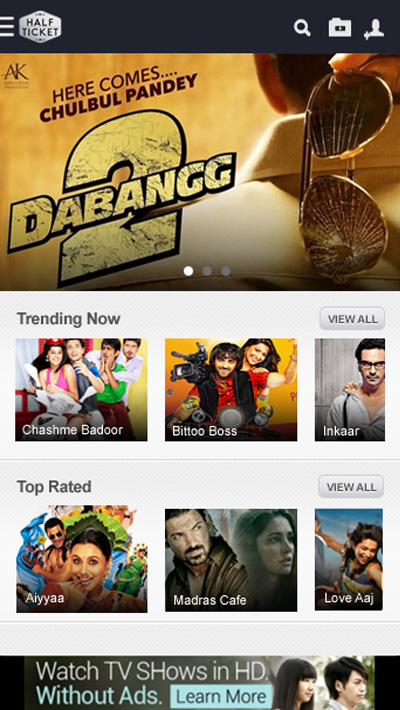 HALF
TICKET
AK
HERE COMES....
CHULBUL PANDEY
2
DABANGG
Trending Now
VIEW ALL
Chashme Badoor
Bittoo Boss
Inkaar
Top Rated
VIEW ALL
Aiyyaa
Madras Cafe
Love Aaj
Watch TV SHows in HD.
Without Ads.
Learn More